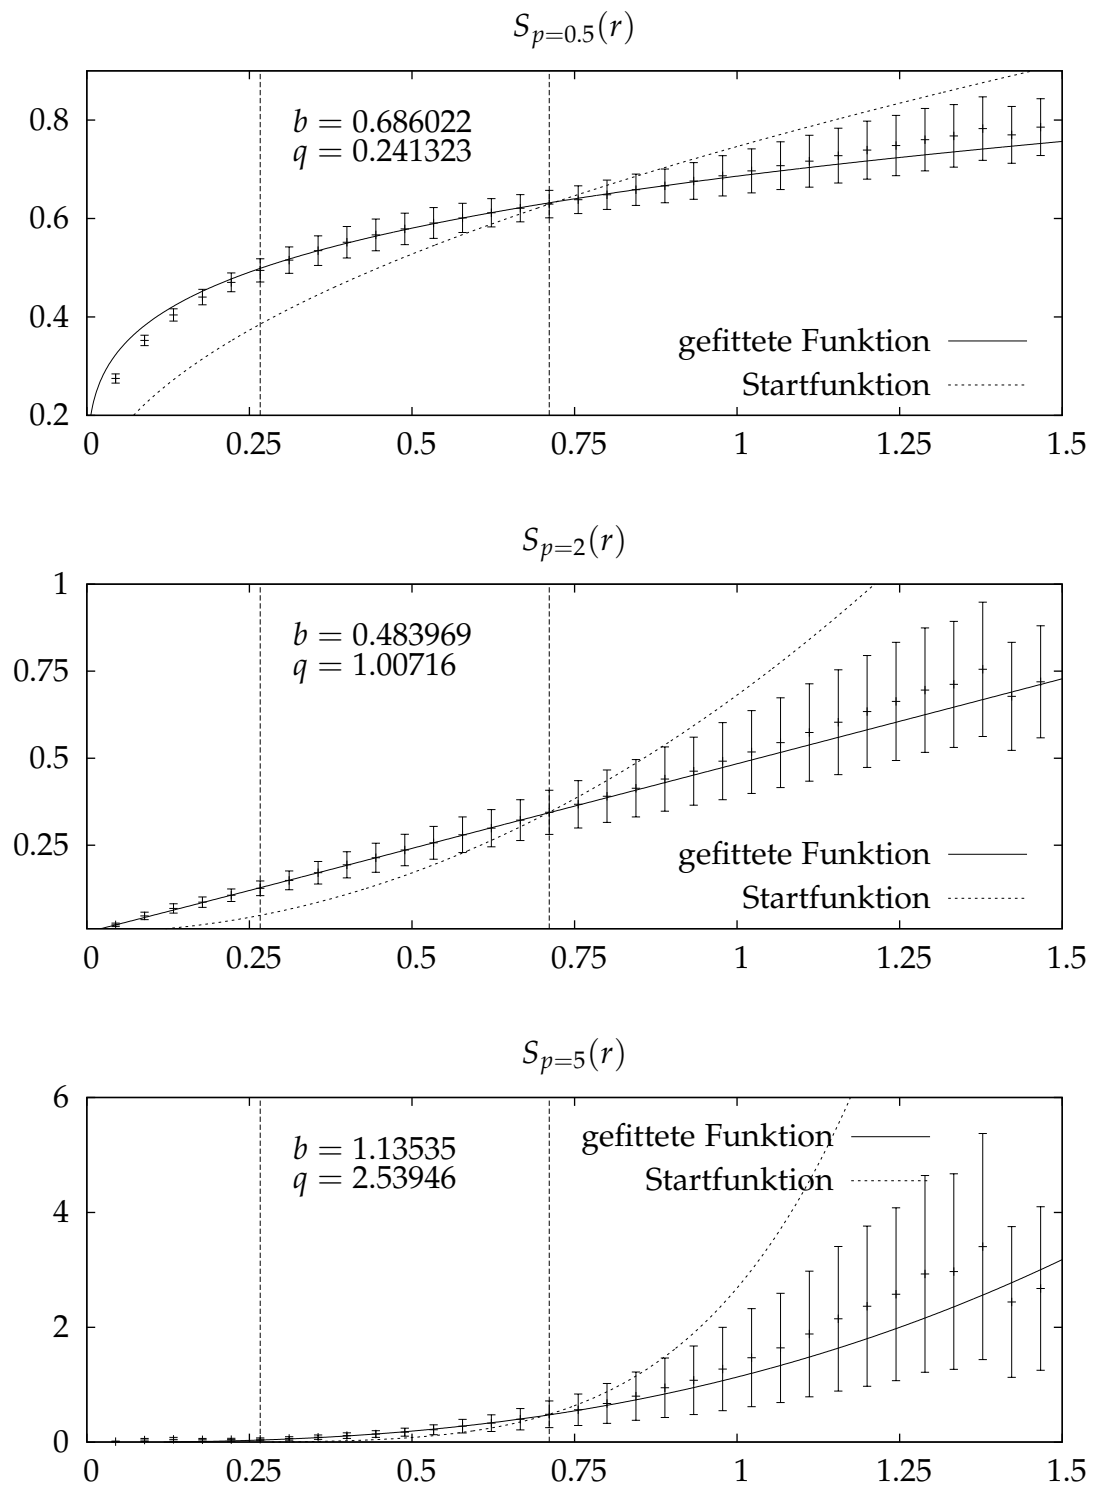 S_{p=0.5}(r)
0.8
b = 0.686022
q = 0.241323
0.6
0.4
gefittete Funktion
Startfunktion
0.2
0 0.25 0.5 0.75 1 1.25 1.5
S_{p=2}(r)
1
b = 0.483969
q = 1.00716
0.75
0.5
0.25
gefittete Funktion
Startfunktion
0 0.25 0.5 0.75 1 1.25 1.5
S_{p=5}(r)
6
gefittete Funktion
b = 1.13535
q = 2.53946
Startfunktion
4
2
0
0 0.25 0.5 0.75 1 1.25 1.5